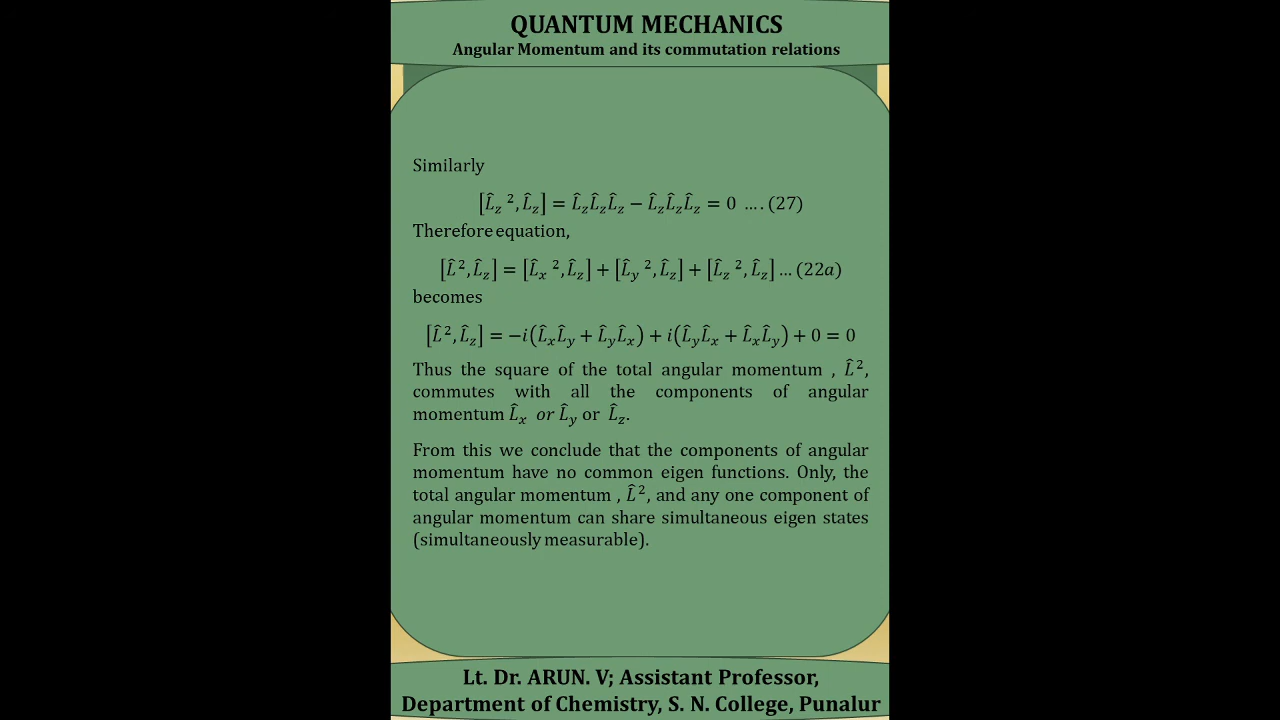 QUANTUM MECHANICS
Angular Momentum and its commutation relations
Similarly
[L̂z ², L̂z] = L̂zL̂zL̂z − L̂zL̂zL̂z = 0 …. (27)
Therefore equation,
[L̂², L̂z] = [L̂x ², L̂z] + [L̂y ², L̂z] + [L̂z ², L̂z] … (22a)
becomes
[L̂², L̂z] = −i(L̂xL̂y + L̂yL̂x) + i(L̂yL̂x + L̂xL̂y) + 0 = 0
Thus the square of the total angular momentum , L̂²,
commutes with all the components of angular
momentum L̂x or L̂y or L̂z.
From this we conclude that the components of angular
momentum have no common eigen functions. Only, the
total angular momentum , L̂², and any one component of
angular momentum can share simultaneous eigen states
(simultaneously measurable).
Lt. Dr. ARUN. V; Assistant Professor,
Department of Chemistry, S. N. College, Punalur